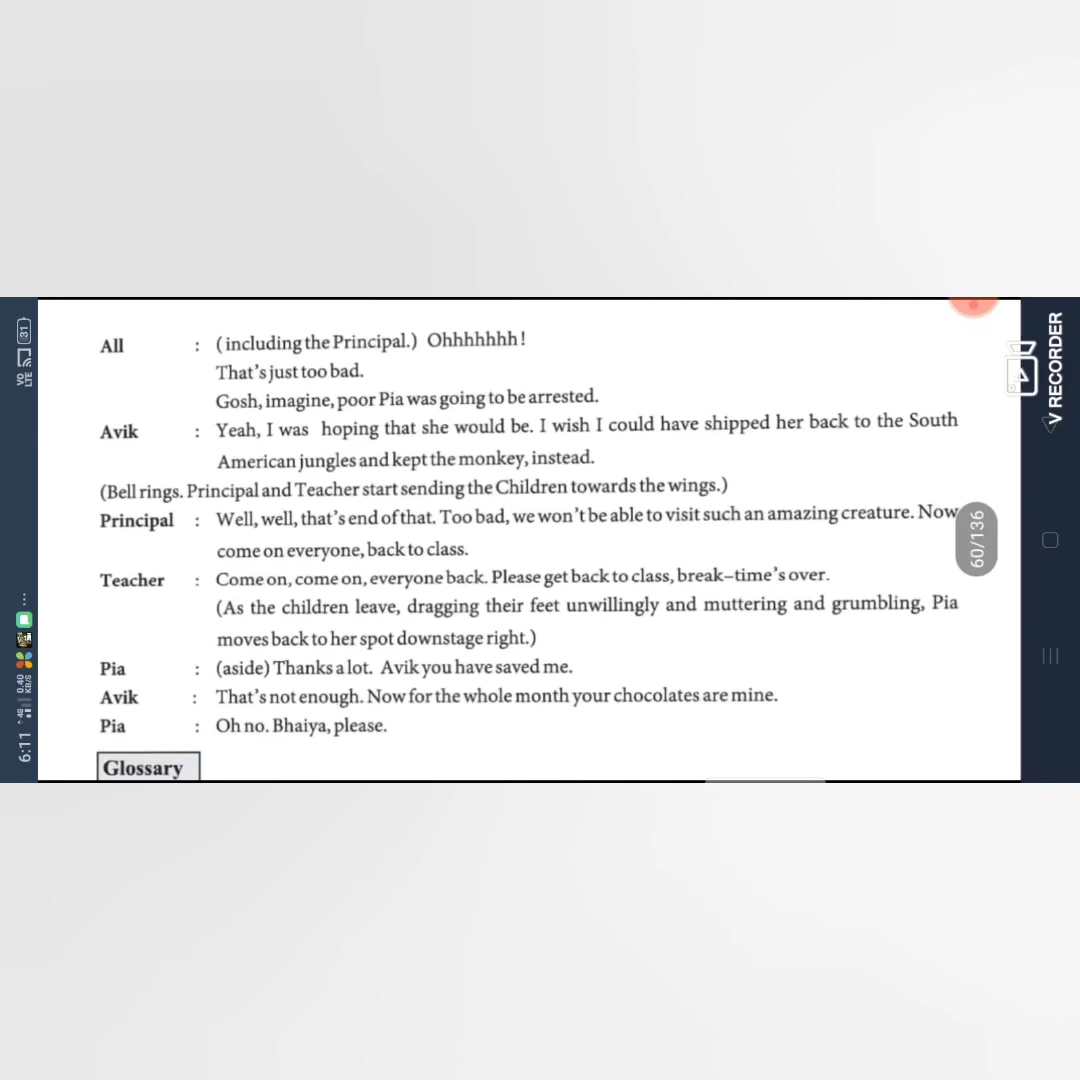 All : (including the Principal.) Ohhhhhhh!
That's just too bad.
Gosh, imagine, poor Pia was going to be arrested.
Avik : Yeah, I was hoping that she would be. I wish I could have shipped her back to the South
American jungles and kept the monkey, instead.
(Bell rings. Principal and Teacher start sending the Children towards the wings.)
Principal : Well, well, that's end of that. Too bad, we won't be able to visit such an amazing creature. Now
come on everyone, back to class.
Teacher : Come on, come on, everyone back. Please get back to class, break–time's over.
(As the children leave, dragging their feet unwillingly and muttering and grumbling, Pia
moves back to her spot downstage right.)
Pia : (aside) Thanks a lot. Avik you have saved me.
Avik : That's not enough. Now for the whole month your chocolates are mine.
Pia : Oh no. Bhaiya, please.
Glossary
60/136
V RECORDER
6:11 4G 0.40 KB/S ...
VO LTE 31